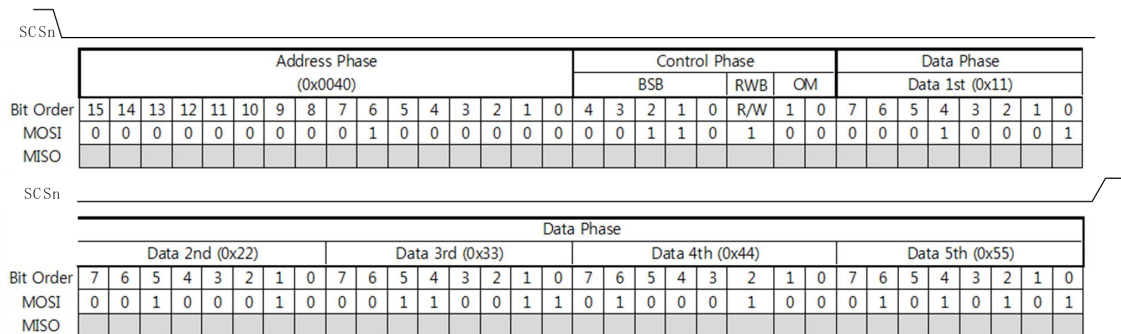 SCSn
Address Phase Control Phase Data Phase
(0x0040) BSB RWB OM Data 1st (0x11)
Bit Order 15 14 13 12 11 10 9 8 7 6 5 4 3 2 1 0 4 3 2 1 0 R/W 1 0 7 6 5 4 3 2 1 0
MOSI 0 0 0 0 0 0 0 0 0 1 0 0 0 0 0 0 0 0 1 1 0 1 0 0 0 0 0 1 0 0 0 1
MISO
SCSn
Data Phase
Data 2nd (0x22) Data 3rd (0x33) Data 4th (0x44) Data 5th (0x55)
Bit Order 7 6 5 4 3 2 1 0 7 6 5 4 3 2 1 0 7 6 5 4 3 2 1 0 7 6 5 4 3 2 1 0
MOSI 0 0 1 0 0 0 1 0 0 0 1 1 0 0 1 1 0 1 0 0 0 1 0 0 0 1 0 1 0 1 0 1
MISO